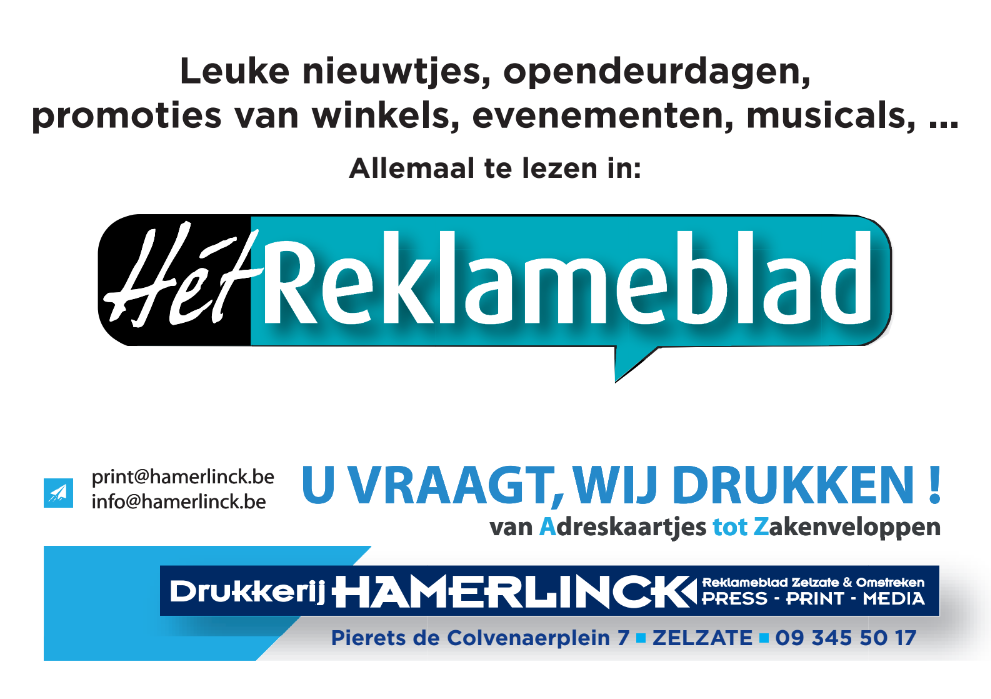 Leuke nieuwtjes, opendeurdagen,
promoties van winkels, evenementen, musicals, ...
Allemaal te lezen in:
Hét Reklameblad
print@hamerlinck.be
info@hamerlinck.be
U VRAAGT, WIJ DRUKKEN !
van Adreskaartjes tot Zakenveloppen
Drukkerij HAMERLINCK
Reklameblad Zelzate & Omstreken
PRESS - PRINT - MEDIA
Pierets de Colvenaerplein 7 ▪ ZELZATE ▪ 09 345 50 17